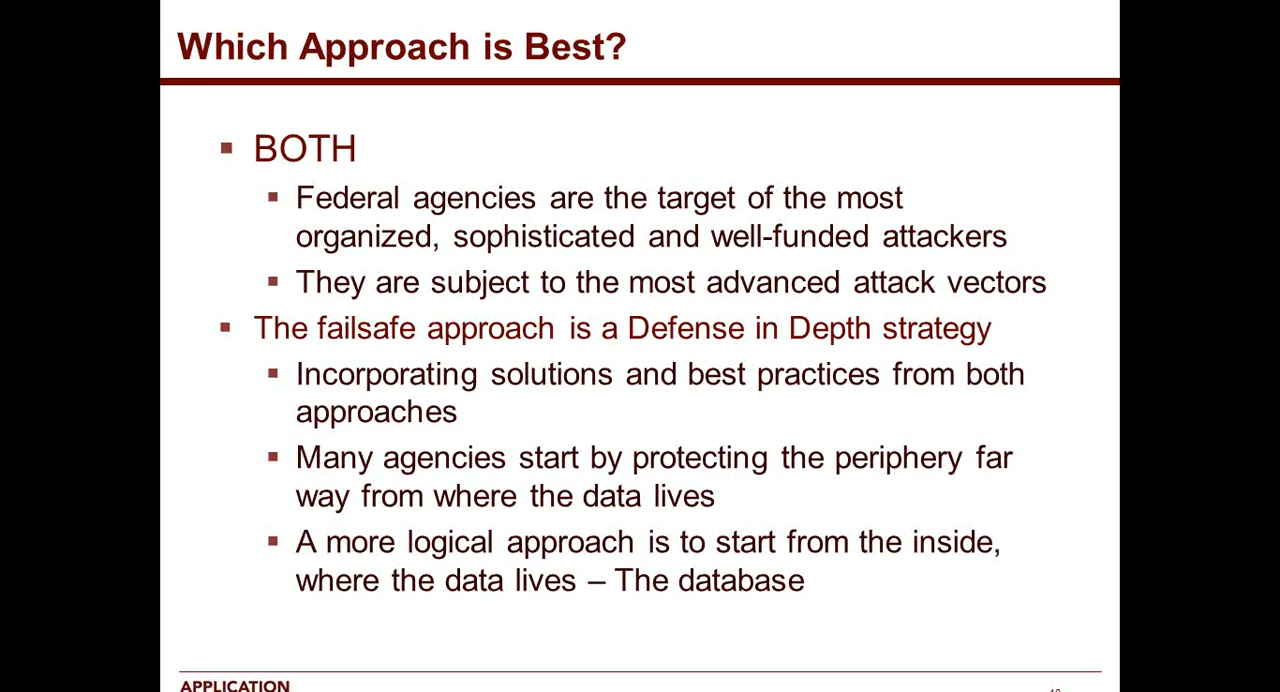 Which Approach is Best?
BOTH
Federal agencies are the target of the most
organized, sophisticated and well-funded attackers
They are subject to the most advanced attack vectors
The failsafe approach is a Defense in Depth strategy
Incorporating solutions and best practices from both
approaches
Many agencies start by protecting the periphery far
way from where the data lives
A more logical approach is to start from the inside,
where the data lives – The database
APPLICATION